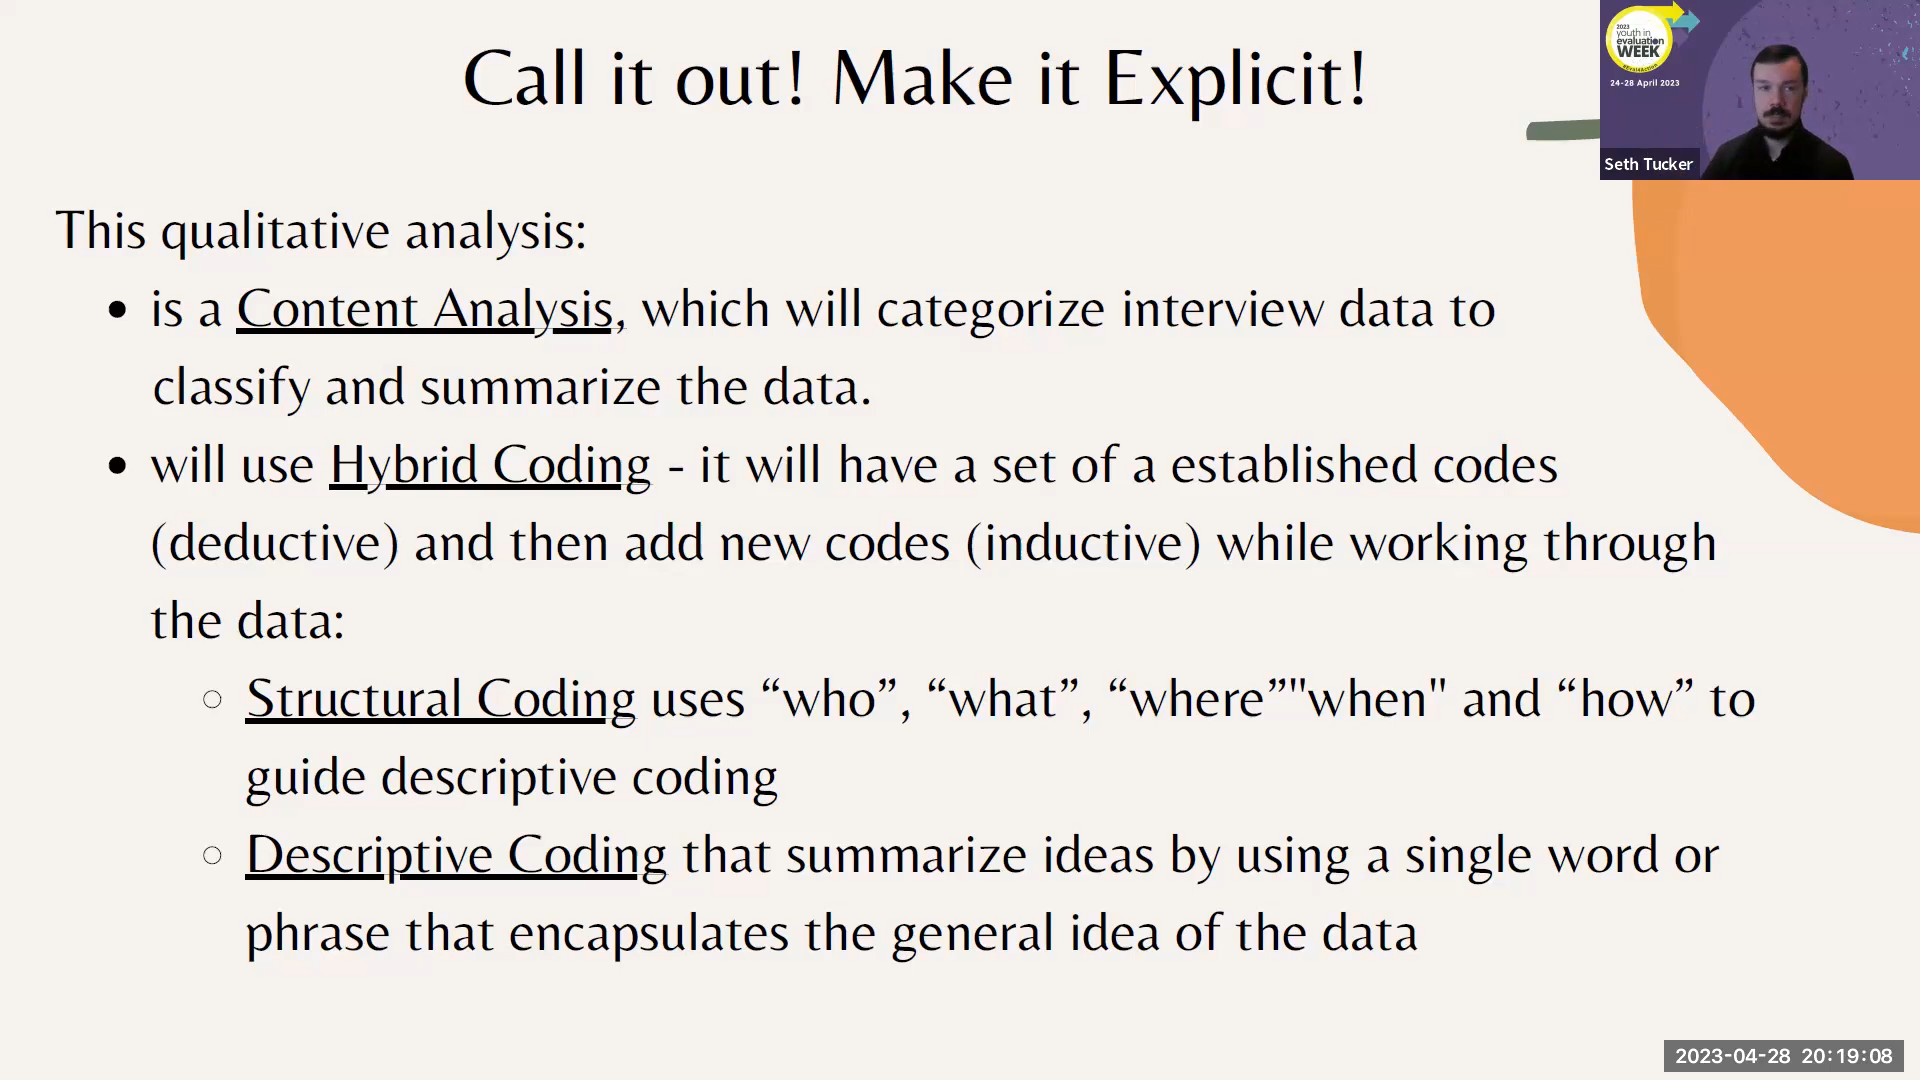 Call it out! Make it Explicit!
2023
youth in
evaluation
WEEK
#Eval4Action
24-28 April 2023
Seth Tucker
This qualitative analysis:
• is a Content Analysis, which will categorize interview data to
classify and summarize the data.
• will use Hybrid Coding - it will have a set of a established codes
(deductive) and then add new codes (inductive) while working through
the data:
○ Structural Coding uses “who”, “what”, “where”"when" and “how” to
guide descriptive coding
○ Descriptive Coding that summarize ideas by using a single word or
phrase that encapsulates the general idea of the data
2023-04-28 20:19:08